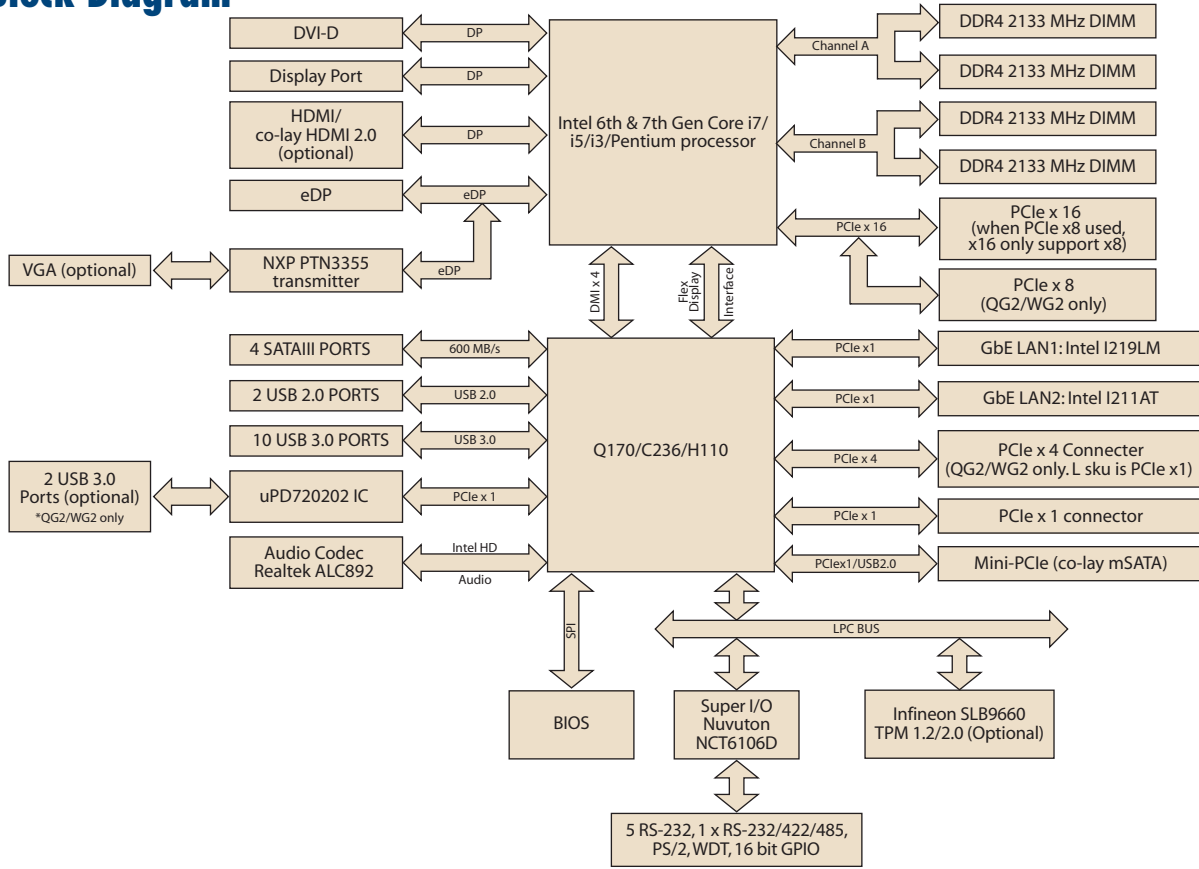 Block Diagram
DVI-D
DP
Display Port
DP
HDMI/
co-lay HDMI 2.0
(optional)
DP
eDP
eDP
VGA (optional)
NXP PTN3355
transmitter
eDP
Intel 6th & 7th Gen Core i7/
i5/i3/Pentium processor
Channel A
DDR4 2133 MHz DIMM
DDR4 2133 MHz DIMM
Channel B
DDR4 2133 MHz DIMM
DDR4 2133 MHz DIMM
PCIe x 16
PCIe x 16
(when PCIe x8 used,
x16 only support x8)
PCIe x 8
(QG2/WG2 only)
DMI x 4
Flex
Display
Interface
4 SATAIII PORTS
600 MB/s
2 USB 2.0 PORTS
USB 2.0
10 USB 3.0 PORTS
USB 3.0
2 USB 3.0
Ports (optional)
*QG2/WG2 only
uPD720202 IC
PCIe x 1
Audio Codec
Realtek ALC892
Intel HD
Audio
Q170/C236/H110
PCIe x1
GbE LAN1: Intel I219LM
PCIe x1
GbE LAN2: Intel I211AT
PCIe x 4
PCIe x 4 Connecter
(QG2/WG2 only. L sku is PCIe x1)
PCIe x 1
PCIe x 1 connector
PCIex1/USB2.0
Mini-PCIe (co-lay mSATA)
SPI
LPC BUS
BIOS
Super I/O
Nuvuton
NCT6106D
Infineon SLB9660
TPM 1.2/2.0 (Optional)
5 RS-232, 1 x RS-232/422/485,
PS/2, WDT, 16 bit GPIO